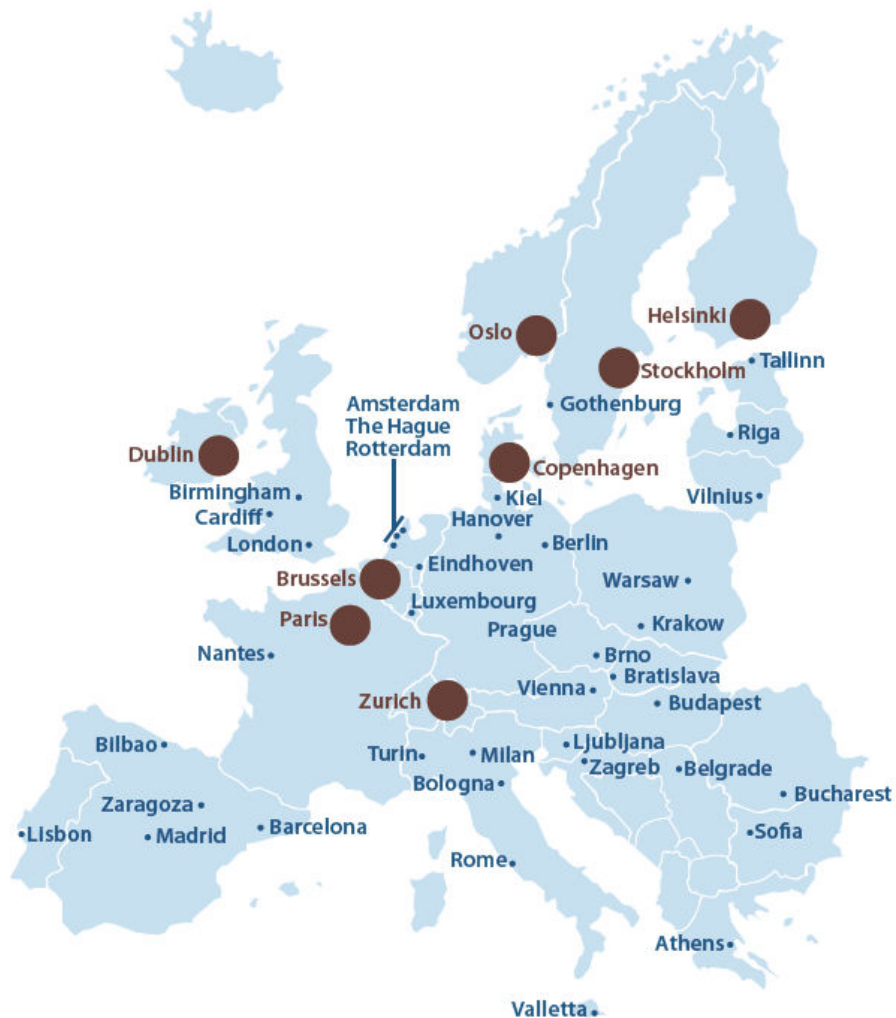 Helsinki
Oslo
Tallinn
Stockholm
Amsterdam
The Hague
Rotterdam
Gothenburg
Riga
Dublin
Copenhagen
Birmingham
Kiel
Vilnius
Cardiff
Hanover
London
Berlin
Eindhoven
Brussels
Warsaw
Luxembourg
Paris
Prague
Krakow
Nantes
Brno
Bratislava
Vienna
Zurich
Budapest
Bilbao
Ljubljana
Turin
Milan
Zagreb
Belgrade
Bologna
Bucharest
Zaragoza
Barcelona
Lisbon
Madrid
Sofia
Rome
Athens
Valletta